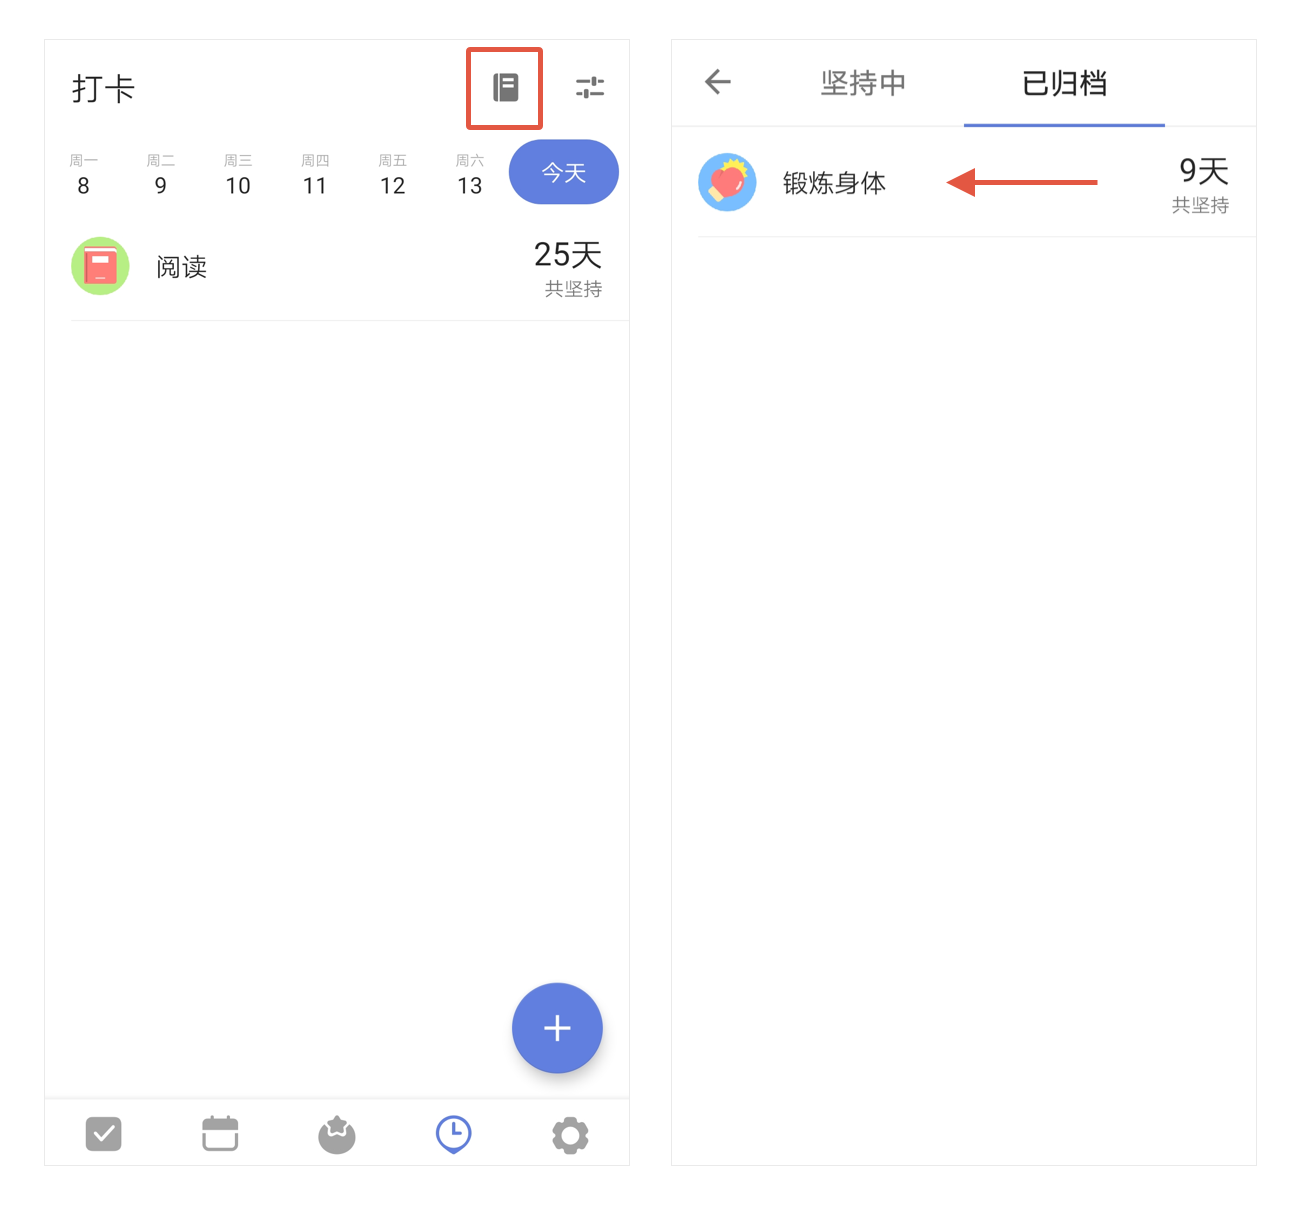 打卡
周一 周二 周三 周四 周五 周六
8 9 10 11 12 13 今天
阅读
25天
共坚持
坚持中 已归档
锻炼身体
9天
共坚持